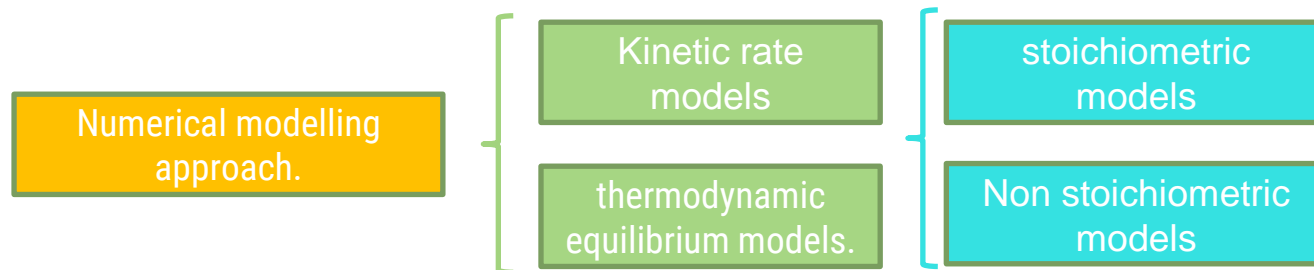 Numerical modelling
approach.
Kinetic rate
models
thermodynamic
equilibrium models.
stoichiometric
models
Non stoichiometric
models